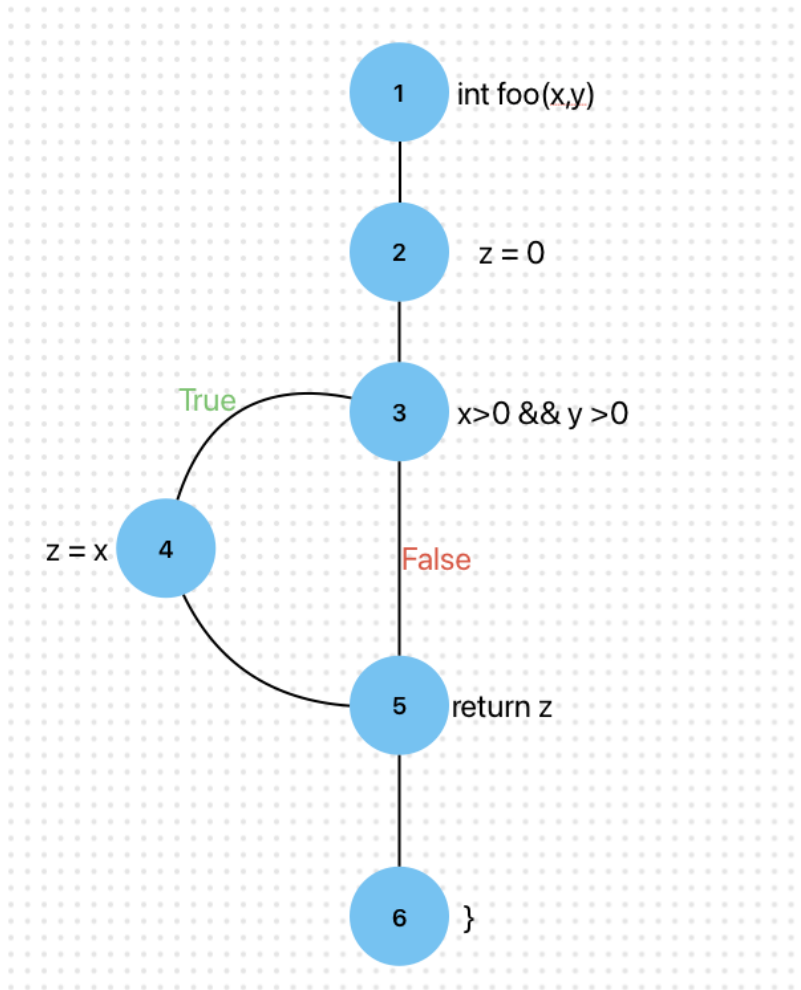 1 int foo(x,y)
2 z = 0
True
3 x>0 && y >0
z = x 4
False
5 return z
6 }